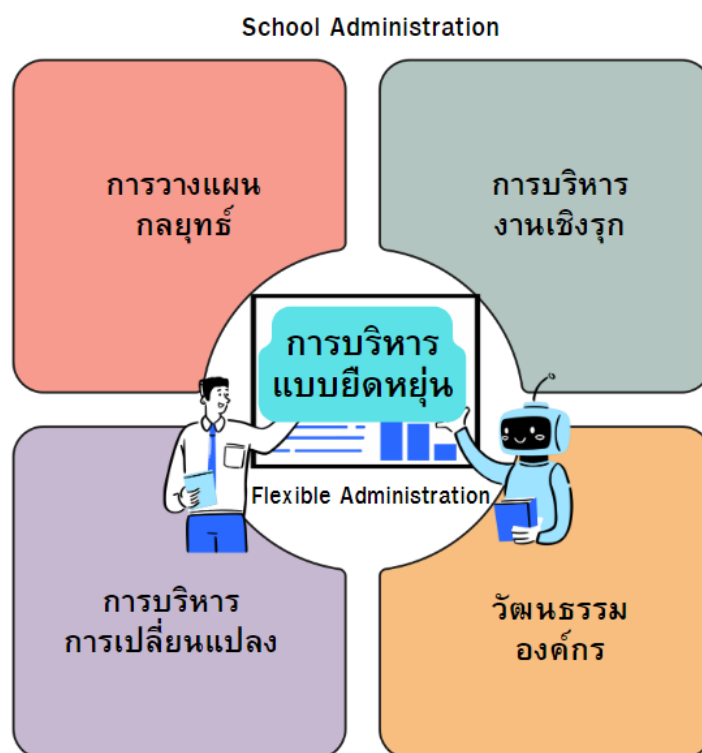 School Administration
การวางแผน
กลยุทธ์
การบริหาร
งานเชิงรุก
การบริหาร
แบบยืดหยุ่น
Flexible Administration
การบริหาร
การเปลี่ยนแปลง
วัฒนธรรม
องค์กร